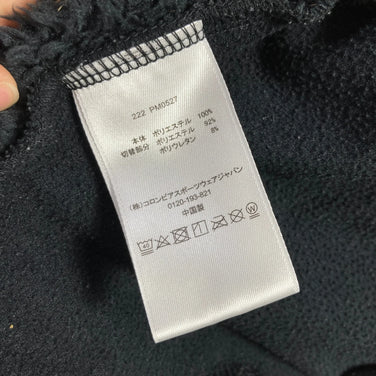 222 PM0527
本体 ポリエステル 100%
切替部分 ポリエステル 92%
ポリウレタン 8%
(株)コロンビアスポーツウェアジャパン
0120-193-821
中国製
40 W